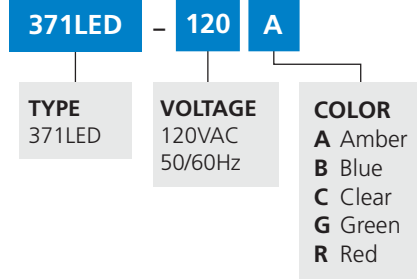 371LED – 120 A
TYPE
371LED
VOLTAGE
120VAC
50/60Hz
COLOR
A Amber
B Blue
C Clear
G Green
R Red